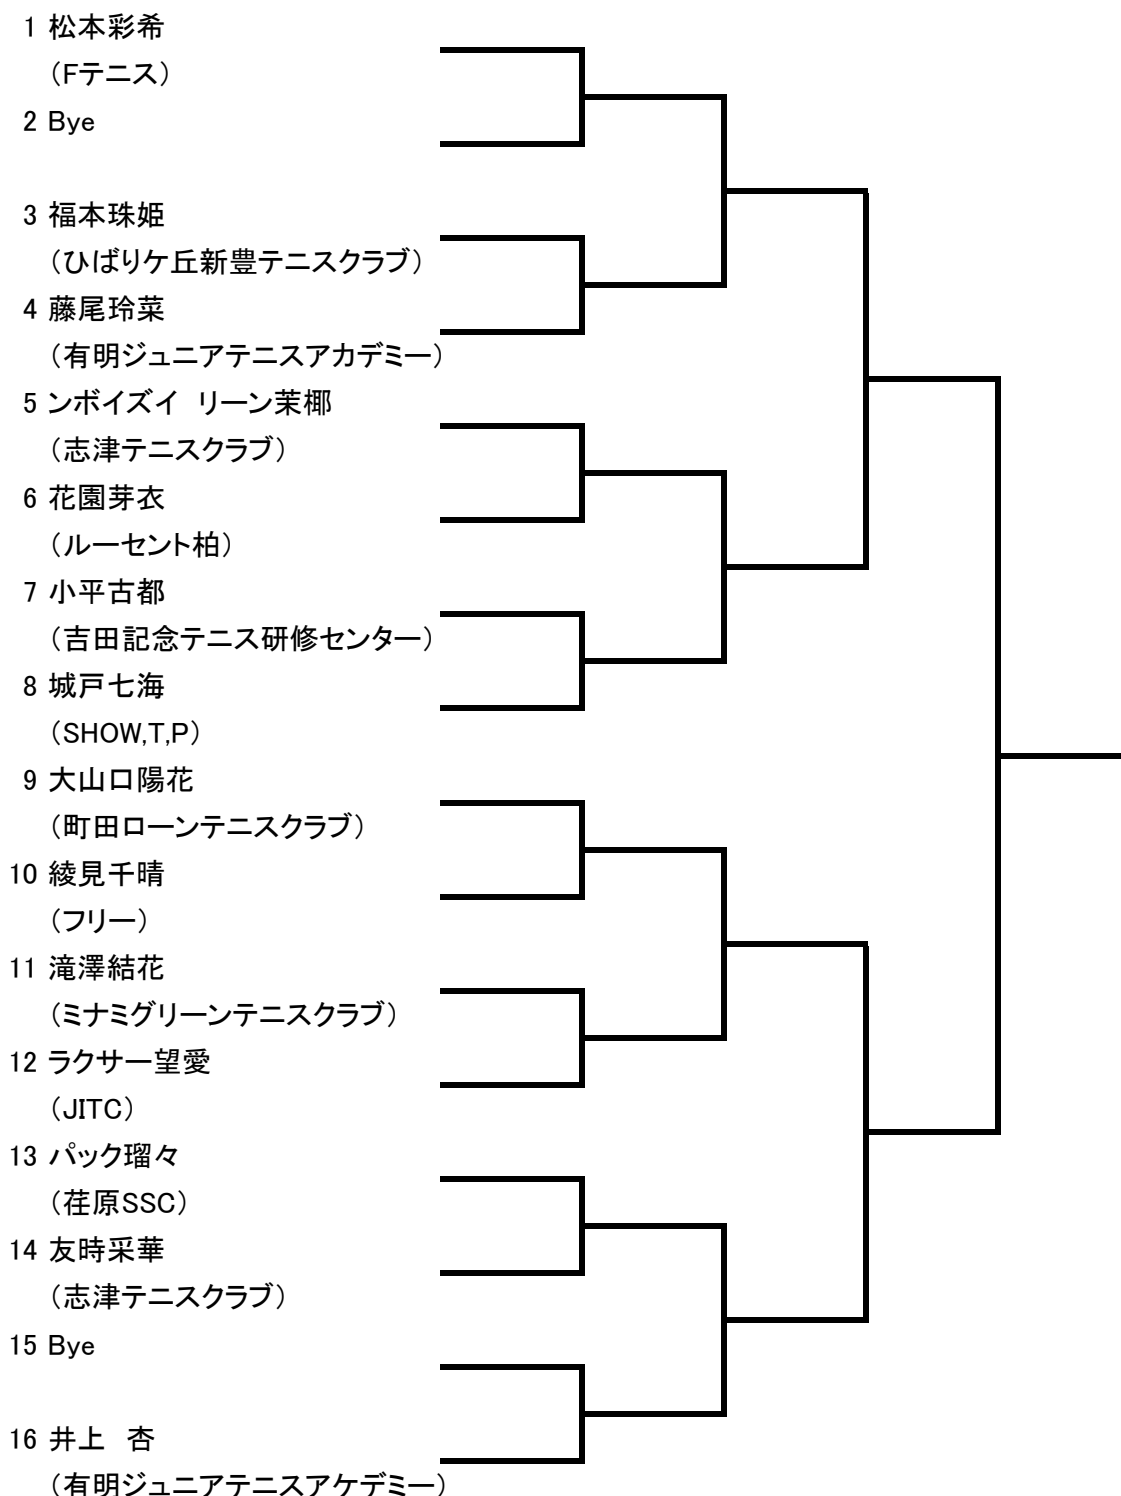 1 松本彩希
（Fテニス）
2 Bye
3 福本珠姫
（ひばりケ丘新豊テニスクラブ）
4 藤尾玲菜
（有明ジュニアテニスアカデミー）
5 ンボイズイ　リーン茉椰
（志津テニスクラブ）
6 花園芽衣
（ルーセント柏）
7 小平古都
（吉田記念テニス研修センター）
8 城戸七海
（SHOW,T,P）
9 大山口陽花
（町田ローンテニスクラブ）
10 綾見千晴
（フリー）
11 滝澤結花
（ミナミグリーンテニスクラブ）
12 ラクサー望愛
（JITC）
13 パック瑠々
（荏原SSC）
14 友時采華
（志津テニスクラブ）
15 Bye
16 井上　杏
（有明ジュニアテニスアケデミー）